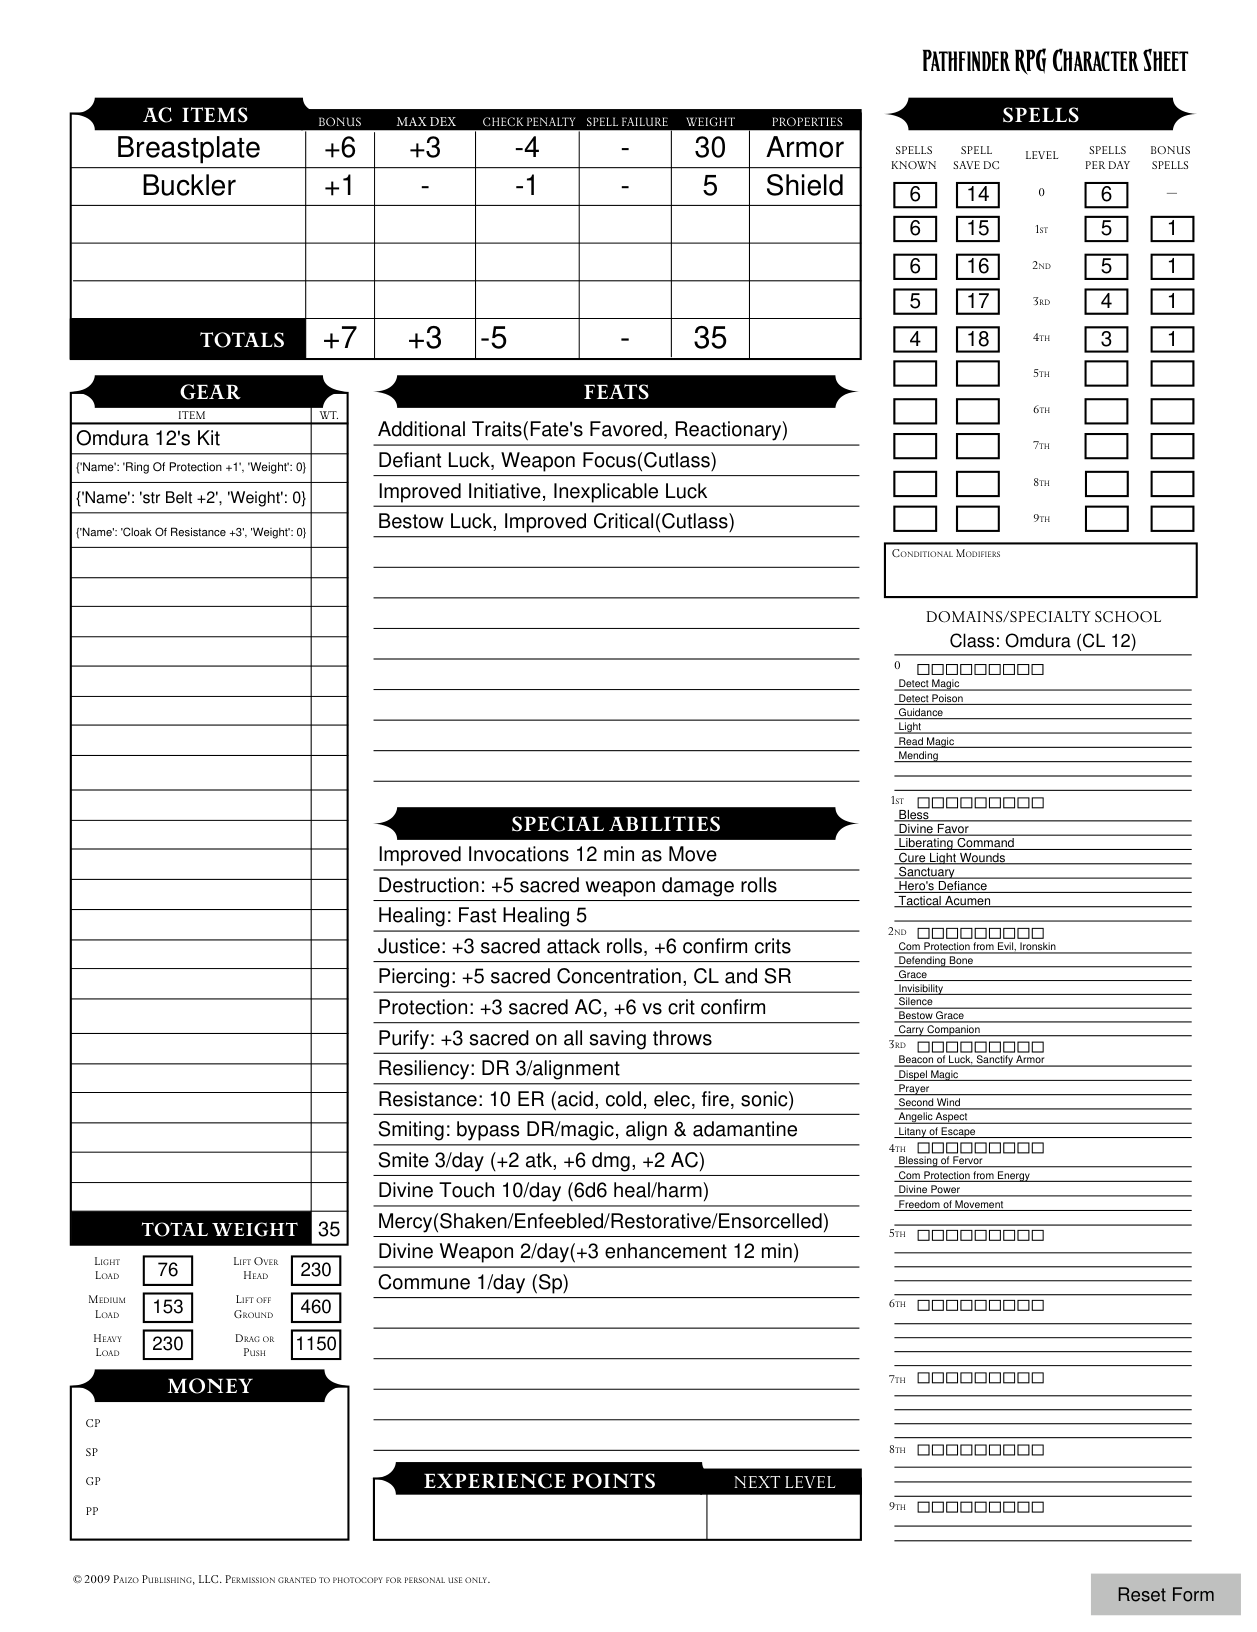 PATHFINDER RPG CHARACTER SHEET
AC ITEMS BONUS MAX DEX CHECK PENALTY SPELL FAILURE WEIGHT PROPERTIES
Breastplate +6 +3 -4 - 30 Armor
Buckler +1 - -1 - 5 Shield
TOTALS +7 +3 -5 - 35
GEAR
ITEM WT.
Omdura 12's Kit
{'Name': 'Ring Of Protection +1', 'Weight': 0}
{'Name': 'str Belt +2', 'Weight': 0}
{'Name': 'Cloak Of Resistance +3', 'Weight': 0}
TOTAL WEIGHT 35
LIGHT LOAD 76 LIFT OVER HEAD 230
MEDIUM LOAD 153 LIFT OFF GROUND 460
HEAVY LOAD 230 DRAG OR PUSH 1150
MONEY
CP
SP
GP
PP
FEATS
Additional Traits(Fate's Favored, Reactionary)
Defiant Luck, Weapon Focus(Cutlass)
Improved Initiative, Inexplicable Luck
Bestow Luck, Improved Critical(Cutlass)
SPECIAL ABILITIES
Improved Invocations 12 min as Move
Destruction: +5 sacred weapon damage rolls
Healing: Fast Healing 5
Justice: +3 sacred attack rolls, +6 confirm crits
Piercing: +5 sacred Concentration, CL and SR
Protection: +3 sacred AC, +6 vs crit confirm
Purify: +3 sacred on all saving throws
Resiliency: DR 3/alignment
Resistance: 10 ER (acid, cold, elec, fire, sonic)
Smiting: bypass DR/magic, align & adamantine
Smite 3/day (+2 atk, +6 dmg, +2 AC)
Divine Touch 10/day (6d6 heal/harm)
Mercy(Shaken/Enfeebled/Restorative/Ensorcelled)
Divine Weapon 2/day(+3 enhancement 12 min)
Commune 1/day (Sp)
EXPERIENCE POINTS NEXT LEVEL
SPELLS
SPELLS KNOWN SPELL SAVE DC LEVEL SPELLS PER DAY BONUS SPELLS
6 14 0 6 —
6 15 1ST 5 1
6 16 2ND 5 1
5 17 3RD 4 1
4 18 4TH 3 1
5TH
6TH
7TH
8TH
9TH
CONDITIONAL MODIFIERS
DOMAINS/SPECIALTY SCHOOL
Class: Omdura (CL 12)
0
Detect Magic
Detect Poison
Guidance
Light
Read Magic
Mending
1ST
Bless
Divine Favor
Liberating Command
Cure Light Wounds
Sanctuary
Hero's Defiance
Tactical Acumen
2ND
Com Protection from Evil, Ironskin
Defending Bone
Grace
Invisibility
Silence
Bestow Grace
Carry Companion
3RD
Beacon of Luck, Sanctify Armor
Dispel Magic
Prayer
Second Wind
Angelic Aspect
Litany of Escape
4TH
Blessing of Fervor
Com Protection from Energy
Divine Power
Freedom of Movement
5TH
6TH
7TH
8TH
9TH
© 2009 PAIZO PUBLISHING, LLC. PERMISSION GRANTED TO PHOTOCOPY FOR PERSONAL USE ONLY.
Reset Form